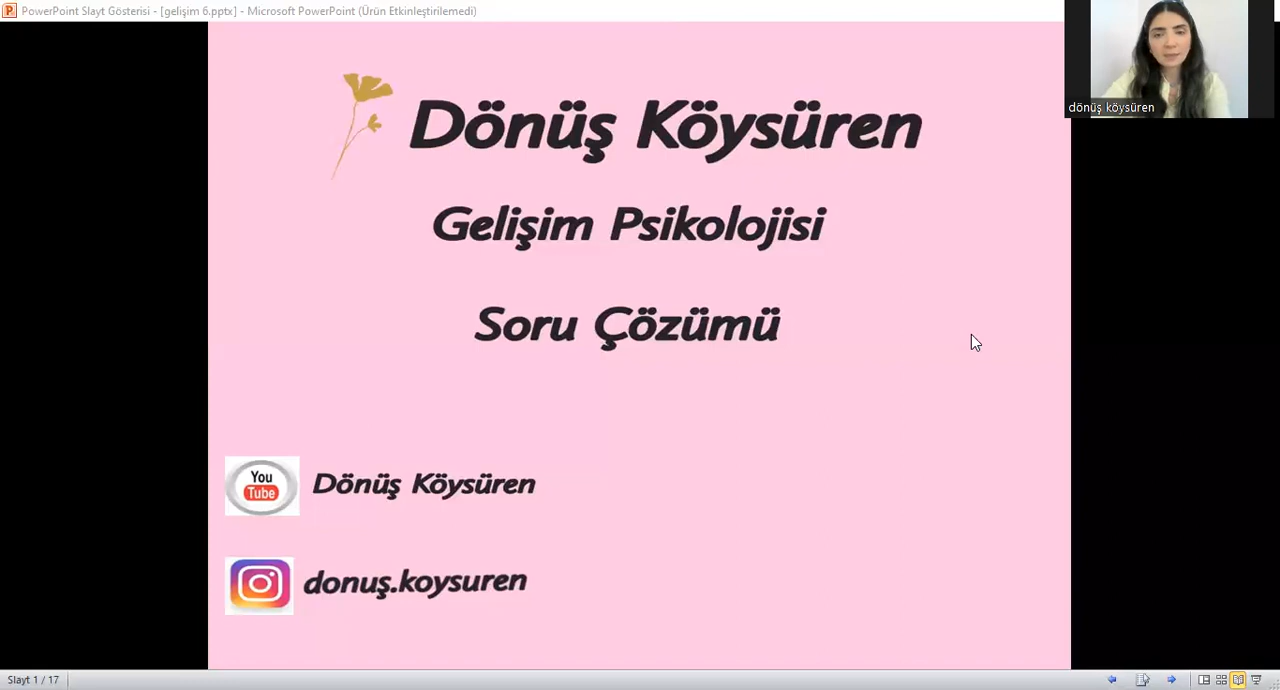 PowerPoint Slayt Gösterisi - [gelişim 6.pptx] - Microsoft PowerPoint (Ürün Etkinleştirilemedi)
dönüş köysüren
Dönüş Köysüren
Gelişim Psikolojisi
Soru Çözümü
You
Tube
Dönüş Köysüren
donuş.koysuren
Slayt 1 / 17